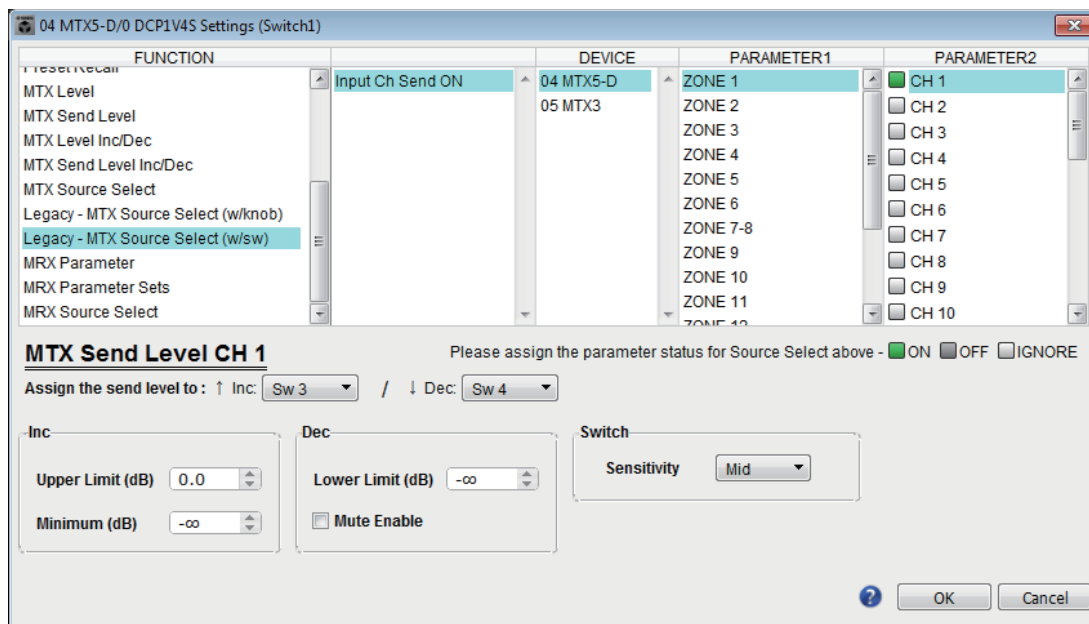 04 MTX5-D/0 DCP1V4S Settings (Switch1)
FUNCTION
DEVICE
PARAMETER1
PARAMETER2
Preset Recall
MTX Level
MTX Send Level
MTX Level Inc/Dec
MTX Send Level Inc/Dec
MTX Source Select
Legacy - MTX Source Select (w/knob)
Legacy - MTX Source Select (w/sw)
MRX Parameter
MRX Parameter Sets
MRX Source Select
Input Ch Send ON
04 MTX5-D
05 MTX3
ZONE 1
ZONE 2
ZONE 3
ZONE 4
ZONE 5
ZONE 6
ZONE 7-8
ZONE 9
ZONE 10
ZONE 11
ZONE 12
CH 1
CH 2
CH 3
CH 4
CH 5
CH 6
CH 7
CH 8
CH 9
CH 10
MTX Send Level CH 1
Please assign the parameter status for Source Select above - ON OFF IGNORE
Assign the send level to : ↑ Inc: Sw 3 / ↓ Dec: Sw 4
Inc
Upper Limit (dB) 0.0
Minimum (dB) -∞
Dec
Lower Limit (dB) -∞
Mute Enable
Switch
Sensitivity Mid
? OK Cancel